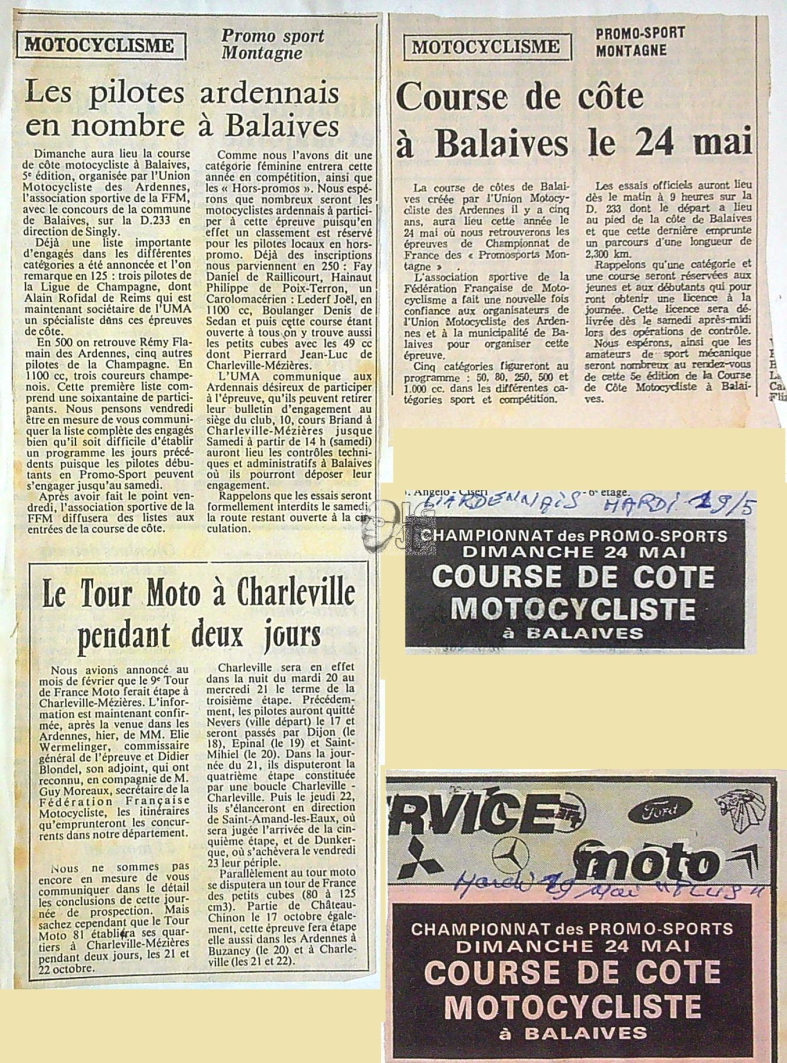 MOTOCYCLISME
Promo sport
Montagne
Les pilotes ardennais
en nombre à Balaives
Dimanche aura lieu la course
de côte motocycliste à Balaives,
5e édition, organisée par l'Union
Motocycliste des Ardennes,
l'association sportive de la FFM,
avec le concours de la commune
de Balaives, sur la D.233 en
direction de Singly.
Déjà une liste importante
d'engagés dans les différentes
catégories a été annoncée et l'on
remarque en 125 : trois pilotes de
la Ligue de Champagne, dont
Alain Rofidal de Reims qui est
maintenant sociétaire de l'UMA
un spécialiste dans ces épreuves
de côte.
En 500 on retrouve Rémy Fla-
main des Ardennes, cinq autres
pilotes de la Champagne. En
1100 cc, trois coureurs champe-
nois. Cette première liste com-
prend une soixantaine de partici-
pants. Nous pensons vendredi
être en mesure de vous communi-
quer la liste complète des engagés
bien qu'il soit difficile d'établir
un programme les jours précé-
dents puisque les pilotes débu-
tants en Promo-Sport peuvent
s'engager jusqu'au samedi.
Après avoir fait le point ven-
dredi, l'association sportive de la
FFM diffusera des listes aux
entrées de la course de côte.
Comme nous l'avons dit une
catégorie féminine entrera cette
année en compétition, ainsi que
les « Hors-promos ». Nous espé-
rons que nombreux seront les
motocyclistes ardennais à partici-
per à cette épreuve puisqu'en
effet un classement est réservé
pour les pilotes locaux en hors-
promo. Déjà des inscriptions
nous parviennent en 250 : Fay
Daniel de Raillicourt, Hainaut
Philippe de Poix-Terron, un
Carolomacérien : Lederf Joël, en
1100 cc, Boulanger Denis de
Sedan et puis cette course étant
ouverte à tous on y trouve aussi
les petits cubes avec les 49 cc
dont Pierrard Jean-Luc de
Charleville-Mézières.
L'UMA communique aux
Ardennais désireux de participer
à l'épreuve, qu'ils peuvent retirer
leur bulletin d'engagement au
siège du club, 10, cours Briand à
Charleville-Mézières jusque
Samedi à partir de 14 h (samedi)
auront lieu les contrôles techni-
ques et administratifs à Balaives
où ils pourront déposer leur
engagement.
Rappelons que les essais seront
formellement interdits le samedi,
la route restant ouverte à la cir-
culation.
Le Tour Moto à Charleville
pendant deux jours
Nous avions annoncé au
mois de février que le 9e Tour
de France Moto ferait étape à
Charleville-Mézières. L'infor-
mation est maintenant confir-
mée, après la venue dans les
Ardennes, hier, de MM. Elie
Wermelinger, commissaire
général de l'épreuve et Didier
Blondel, son adjoint, qui ont
reconnu, en compagnie de M.
Guy Moreaux, secrétaire de la
Fédération Française
Motocycliste, les itinéraires
qu'emprunteront les concur-
rents dans notre département.
Nous ne sommes pas
encore en mesure de vous
communiquer dans le détail
les conclusions de cette jour-
née de prospection. Mais
sachez cependant que le Tour
Moto 81 établira ses quar-
tiers à Charleville-Mézières
pendant deux jours, les 21 et
22 octobre.
Charleville sera en effet
dans la nuit du mardi 20 au
mercredi 21 le terme de la
troisième étape. Précédem-
ment, les pilotes auront quitté
Nevers (ville départ) le 17 et
seront passés par Dijon (le
18), Epinal (le 19) et Saint-
Mihiel (le 20). Dans la jour-
née du 21, ils disputeront la
quatrième étape constituée
par une boucle Charleville -
Charleville. Puis le jeudi 22,
ils s'élanceront en direction
de Saint-Amand-les-Eaux, où
sera jugée l'arrivée de la cin-
quième étape, et de Dunker-
que, où s'achèvera le vendredi
23 leur périple.
Parallèlement au tour moto
se disputera un tour de France
des petits cubes (80 à 125
cm3). Partie de Château-
Chinon le 17 octobre égale-
ment, cette épreuve fera étape
elle aussi dans les Ardennes à
Buzancy (le 20) et à Charle-
ville (les 21 et 22).
MOTOCYCLISME
PROMO-SPORT
MONTAGNE
Course de côte
à Balaives le 24 mai
La course de côtes de Balai-
ves créée par l'Union Motocy-
cliste des Ardennes il y a cinq
ans, aura lieu cette année le
24 mai où nous retrouverons les
épreuves de Championnat de
France des « Promosports Mon-
tagne » .
L'association sportive de la
Fédération Française de Moto-
cyclisme a fait une nouvelle fois
confiance aux organisateurs de
l'Union Motocycliste des Arden-
nes et à la municipalité de Ba-
laives pour organiser cette
épreuve.
Cinq catégories figureront au
programme : 50, 80, 250, 500 et
1.000 cc. dans les différentes ca-
tégories sport et compétition.
Les essais officiels auront lieu
dès le matin à 9 heures sur la
D. 233 dont le départ a lieu au
pied de la côte de Balaives
et que cette dernière emprunte
un parcours d'une longueur de
2,300 km.
Rappelons qu'une catégorie et
une course seront réservées aux
jeunes et aux débutants qui pour-
ront obtenir une licence à la
journée. Cette licence sera dé-
livrée dès le samedi après-midi
lors des opérations de contrôle.
Nous espérons, ainsi que les
amateurs de sport mécanique
seront nombreux au rendez-vous
de cette 5e édition de la Course
de Côte Motocycliste à Balai-
ves.
Angelo - Chéri
6e étage.
L'ARDENNAIS MARDI 19/5
CHAMPIONNAT des PROMO-SPORTS
DIMANCHE 24 MAI
COURSE DE COTE
MOTOCYCLISTE
à BALAIVES
RVICE
Ford
moto
Mardi 19 Mai
CHAMPIONNAT des PROMO-SPORTS
DIMANCHE 24 MAI
COURSE DE COTE
MOTOCYCLISTE
à BALAIVES